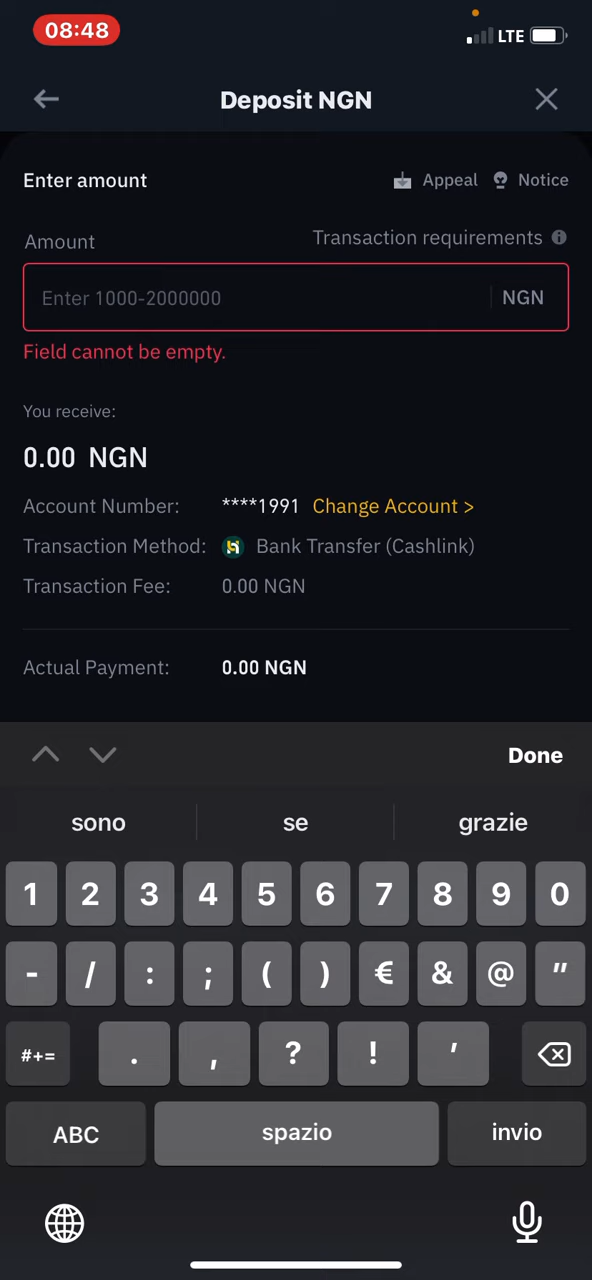 08:48
LTE
Deposit NGN
Enter amount
Appeal
Notice
Amount
Transaction requirements
Enter 1000-2000000
NGN
Field cannot be empty.
You receive:
0.00 NGN
Account Number: ****1991 Change Account >
Transaction Method: Bank Transfer (Cashlink)
Transaction Fee: 0.00 NGN
Actual Payment: 0.00 NGN
Done
sono se grazie
1 2 3 4 5 6 7 8 9 0
- / : ; ( ) € & @ "
#+= . , ? ! '
ABC spazio invio